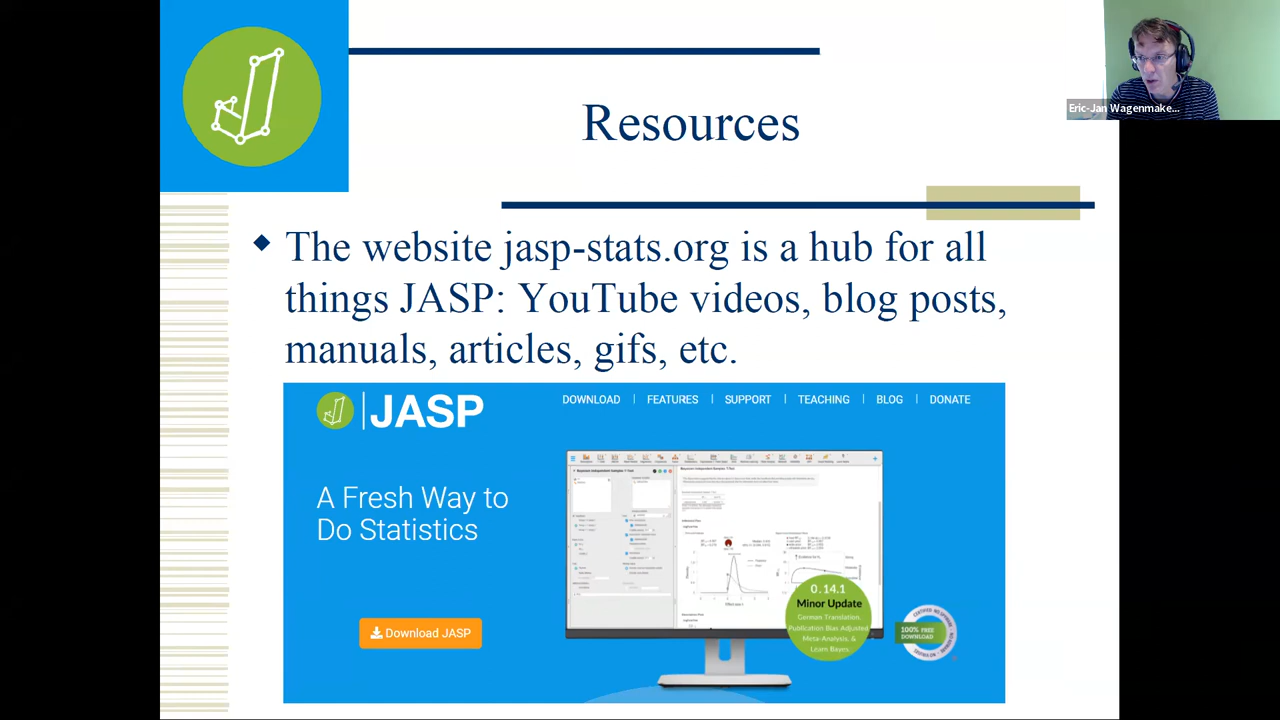 Resources
Eric-Jan Wagenmake...
The website jasp-stats.org is a hub for all
things JASP: YouTube videos, blog posts,
manuals, articles, gifs, etc.
JASP
DOWNLOAD | FEATURES | SUPPORT | TEACHING | BLOG | DONATE
A Fresh Way to
Do Statistics
Download JASP
0.14.1
Minor Update
German Translation,
Publication Bias Adjusted
Meta-Analysis, &
Learn Bayes
100% FREE
DOWNLOAD